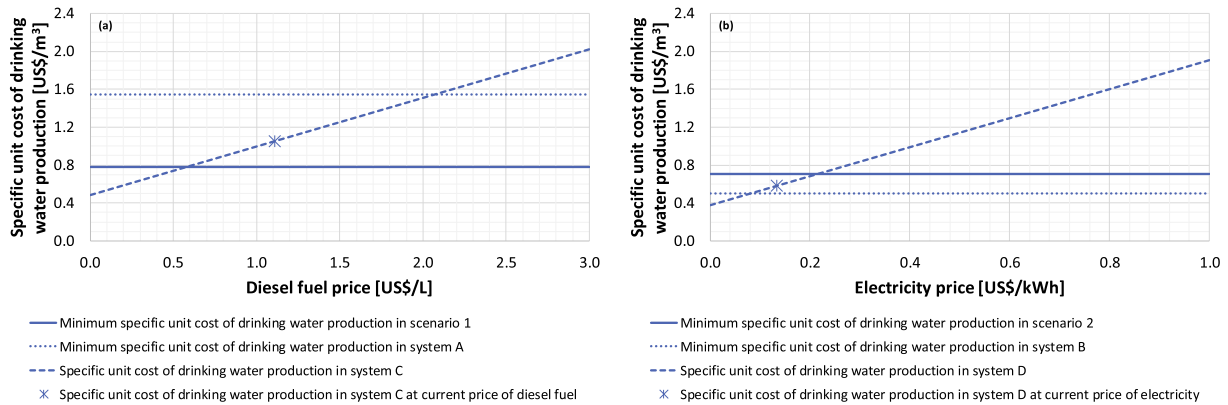 Specific unit cost of drinking
water production [US$/m³]
2.4
2.0
1.6
1.2
0.8
0.4
0.0
(a)
0.0 0.5 1.0 1.5 2.0 2.5 3.0
Diesel fuel price [US$/L]
Minimum specific unit cost of drinking water production in scenario 1
Minimum specific unit cost of drinking water production in system A
Specific unit cost of drinking water production in system C
Specific unit cost of drinking water production in system C at current price of diesel fuel
Specific unit cost of drinking
water production [US$/m³]
2.4
2.0
1.6
1.2
0.8
0.4
0.0
(b)
0.0 0.2 0.4 0.6 0.8 1.0
Electricity price [US$/kWh]
Minimum specific unit cost of drinking water production in scenario 2
Minimum specific unit cost of drinking water production in system B
Specific unit cost of drinking water production in system D
Specific unit cost of drinking water production in system D at current price of electricity